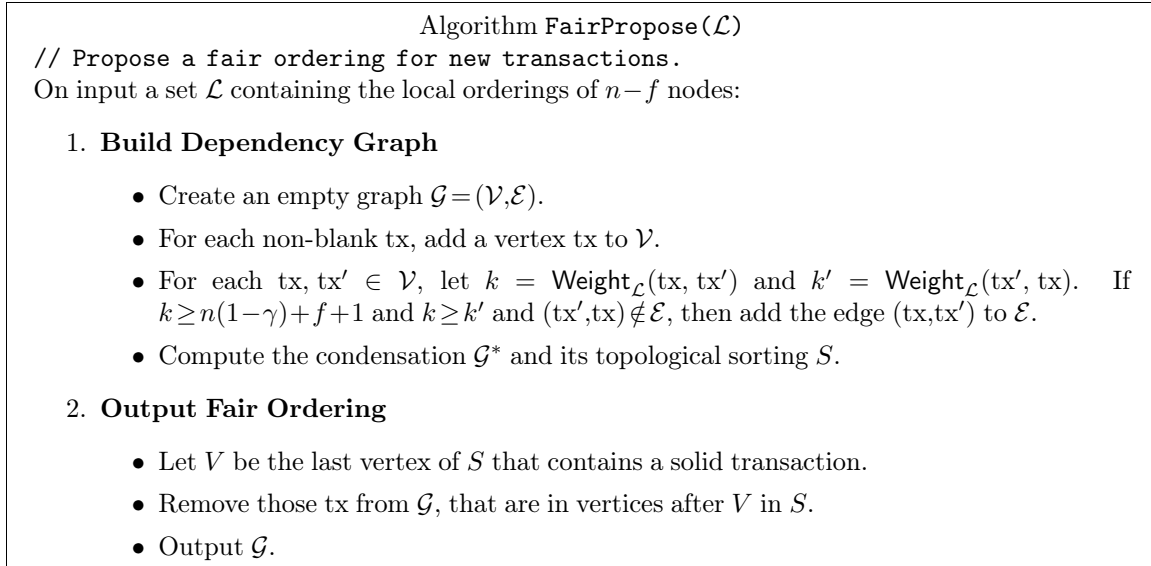 Algorithm FairPropose(ℒ)
// Propose a fair ordering for new transactions.
On input a set ℒ containing the local orderings of n−f nodes:
1. Build Dependency Graph
• Create an empty graph 𝒢=(𝒱,ℰ).
• For each non-blank tx, add a vertex tx to 𝒱.
• For each tx, tx′ ∈ 𝒱, let k = Weight_ℒ(tx, tx′) and k′ = Weight_ℒ(tx′, tx). If
k≥n(1−γ)+f+1 and k≥k′ and (tx′,tx)∉ℰ, then add the edge (tx,tx′) to ℰ.
• Compute the condensation 𝒢* and its topological sorting S.
2. Output Fair Ordering
• Let V be the last vertex of S that contains a solid transaction.
• Remove those tx from 𝒢, that are in vertices after V in S.
• Output 𝒢.